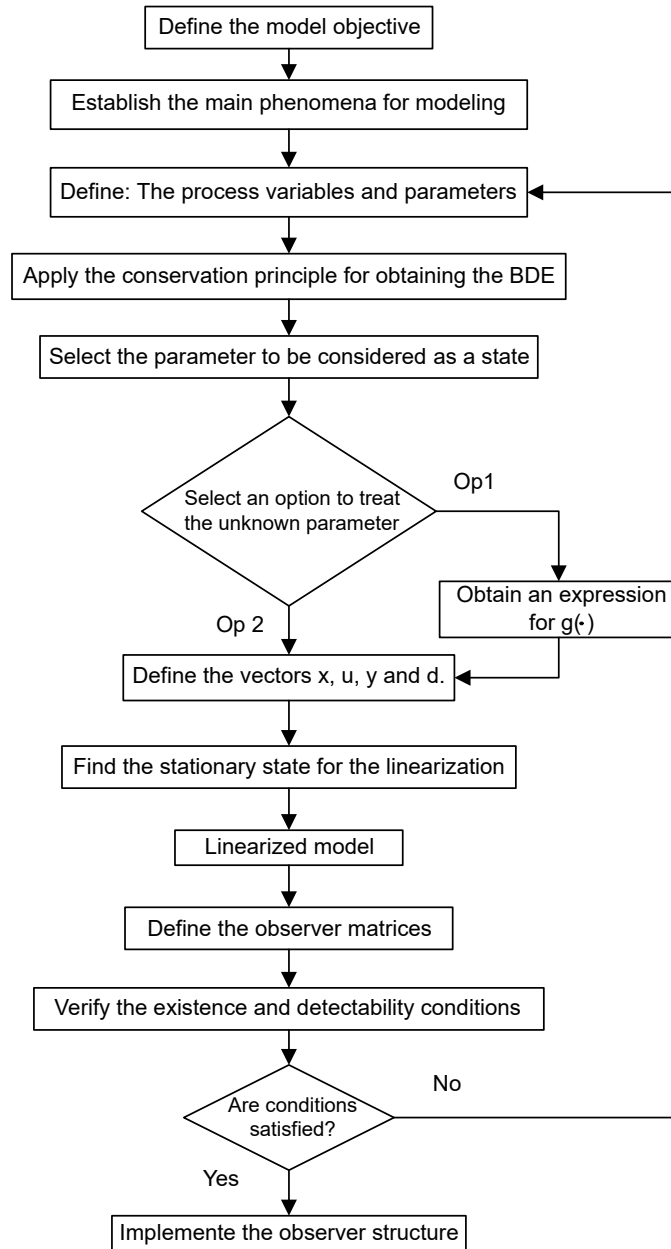 Define the model objective
Establish the main phenomena for modeling
Define: The process variables and parameters
Apply the conservation principle for obtaining the BDE
Select the parameter to be considered as a state
Select an option to treat
the unknown parameter
Op1
Obtain an expression
for g(·)
Op 2
Define the vectors x, u, y and d.
Find the stationary state for the linearization
Linearized model
Define the observer matrices
Verify the existence and detectability conditions
Are conditions
satisfied?
No
Yes
Implemente the observer structure